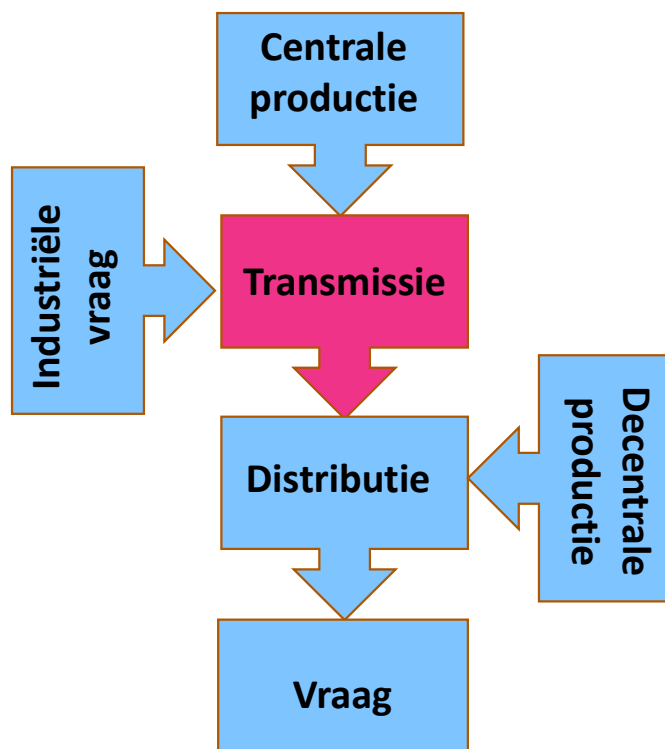 Centrale
productie
Industriële
vraag
Transmissie
Decentrale
productie
Distributie
Vraag